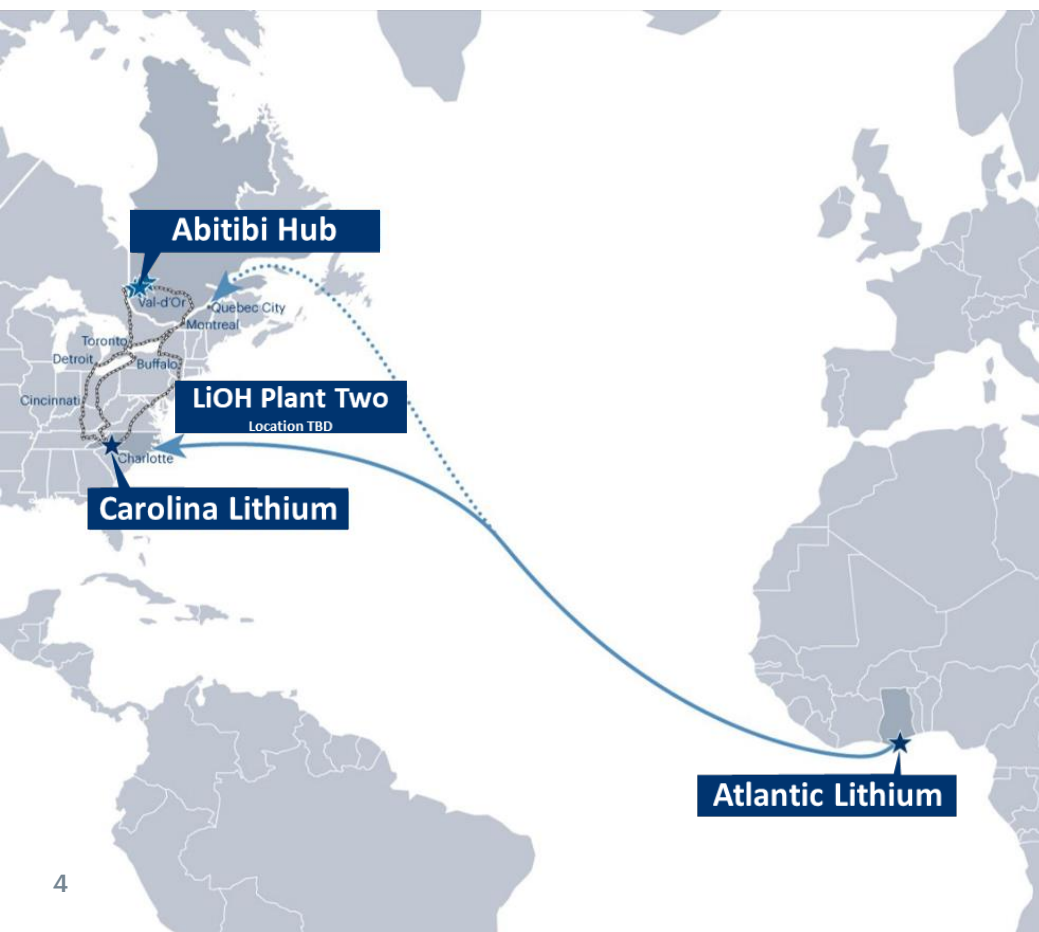 Abitibi Hub
Val-d'Or
Quebec City
Montreal
Toronto
Detroit
Buffalo
LiOH Plant Two
Location TBD
Cincinnati
Charlotte
Carolina Lithium
Atlantic Lithium
4